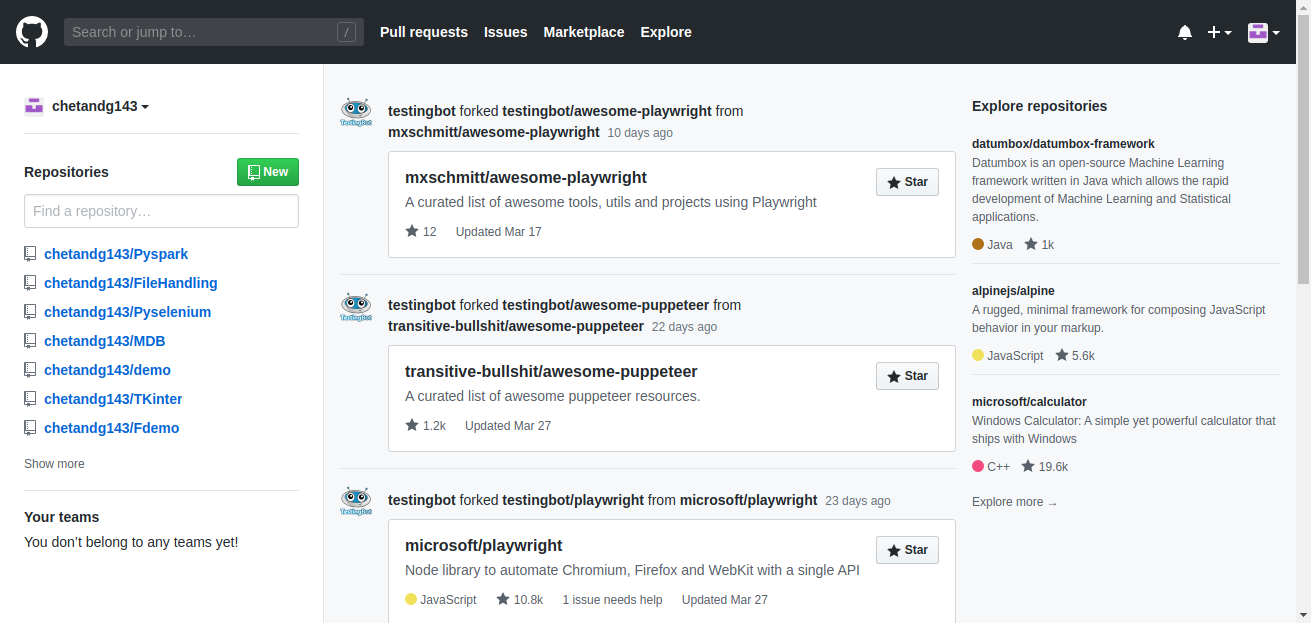 Search or jump to…
/
Pull requests
Issues
Marketplace
Explore
chetandg143
Repositories
New
Find a repository…
chetandg143/Pyspark
chetandg143/FileHandling
chetandg143/Pyselenium
chetandg143/MDB
chetandg143/demo
chetandg143/TKinter
chetandg143/Fdemo
Show more
Your teams
You don’t belong to any teams yet!
TestingBot
testingbot forked testingbot/awesome-playwright from
mxschmitt/awesome-playwright 10 days ago
mxschmitt/awesome-playwright
Star
A curated list of awesome tools, utils and projects using Playwright
12 Updated Mar 17
TestingBot
testingbot forked testingbot/awesome-puppeteer from
transitive-bullshit/awesome-puppeteer 22 days ago
transitive-bullshit/awesome-puppeteer
Star
A curated list of awesome puppeteer resources.
1.2k Updated Mar 27
TestingBot
testingbot forked testingbot/playwright from microsoft/playwright 23 days ago
microsoft/playwright
Star
Node library to automate Chromium, Firefox and WebKit with a single API
JavaScript 10.8k 1 issue needs help Updated Mar 27
Explore repositories
datumbox/datumbox-framework
Datumbox is an open-source Machine Learning
framework written in Java which allows the rapid
development of Machine Learning and Statistical
applications.
Java 1k
alpinejs/alpine
A rugged, minimal framework for composing JavaScript
behavior in your markup.
JavaScript 5.6k
microsoft/calculator
Windows Calculator: A simple yet powerful calculator that
ships with Windows
C++ 19.6k
Explore more →